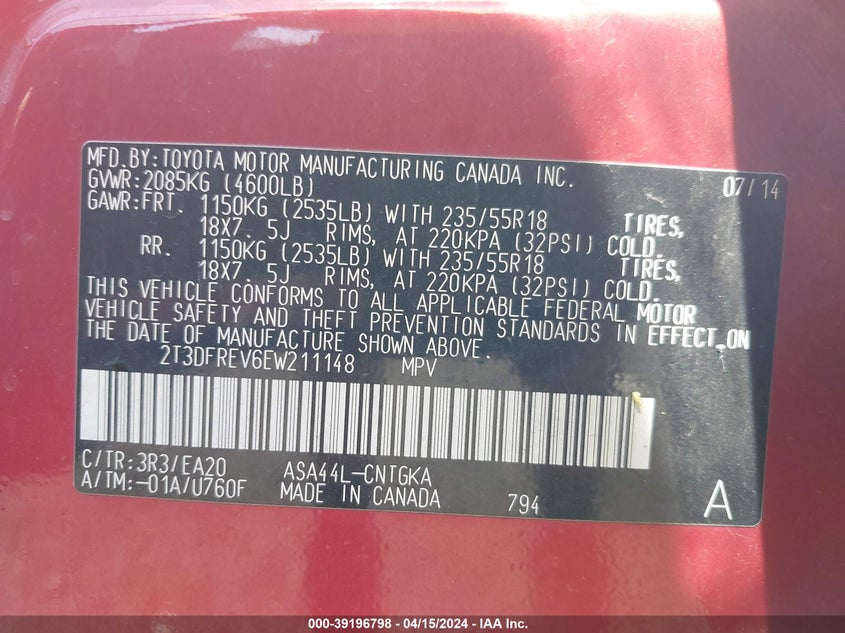 MFD.BY:TOYOTA MOTOR MANUFACTURING CANADA INC. 07/14
GVWR:2085KG (4600LB)
GAWR:FRT. 1150KG (2535LB) WITH 235/55R18 TIRES,
18X7. 5J RIMS, AT 220KPA (32PSI) COLD.
RR. 1150KG (2535LB) WITH 235/55R18 TIRES,
18X7. 5J RIMS, AT 220KPA (32PSI) COLD.
THIS VEHICLE CONFORMS TO ALL APPLICABLE FEDERAL MOTOR
VEHICLE SAFETY AND THEFT PREVENTION STANDARDS IN EFFECT ON
THE DATE OF MANUFACTURE SHOWN ABOVE.
2T3DFREV6EW211148 MPV
C/TR:3R3/EA20 ASA44L-CNTGKA
A/TM:-01A/U760F MADE IN CANADA 794 A
000-39196798 - 04/15/2024 - IAA Inc.